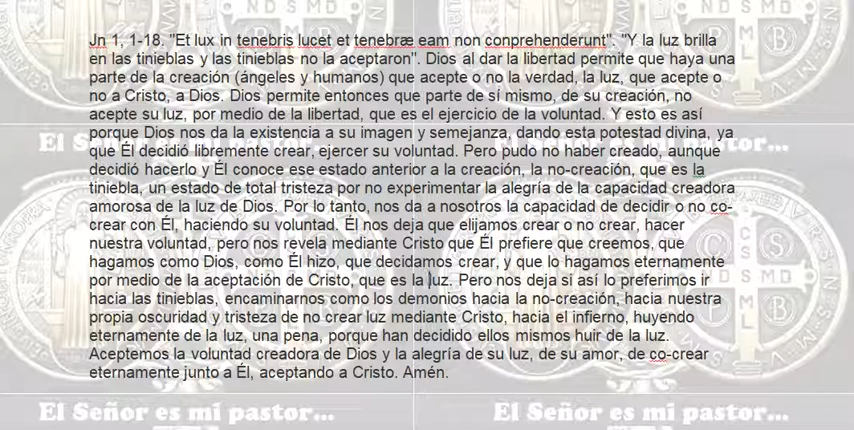 Jn 1, 1-18. "Et lux in tenebris lucet et tenebræ eam non conprehenderunt". "Y la luz brilla
en las tinieblas y las tinieblas no la aceptaron". Dios al dar la libertad permite que haya una
parte de la creación (ángeles y humanos) que acepte o no la verdad, la luz, que acepte o
no a Cristo, a Dios. Dios permite entonces que parte de sí mismo, de su creación, no
acepte su luz, por medio de la libertad, que es el ejercicio de la voluntad. Y esto es así
porque Dios nos da la existencia a su imagen y semejanza, dando esta potestad divina, ya
que Él decidió libremente crear, ejercer su voluntad. Pero pudo no haber creado, aunque
decidió hacerlo y Él conoce ese estado anterior a la creación, la no-creación, que es la
tiniebla, un estado de total tristeza por no experimentar la alegría de la capacidad creadora
amorosa de la luz de Dios. Por lo tanto, nos da a nosotros la capacidad de decidir o no co-
crear con Él, haciendo su voluntad. Él nos deja que elijamos crear o no crear, hacer
nuestra voluntad, pero nos revela mediante Cristo que Él prefiere que creemos, que
hagamos como Dios, como Él hizo, que decidamos crear, y que lo hagamos eternamente
por medio de la aceptación de Cristo, que es la luz. Pero nos deja si así lo preferimos ir
hacia las tinieblas, encaminarnos como los demonios hacia la no-creación, hacia nuestra
propia oscuridad y tristeza de no crear luz mediante Cristo, hacia el infierno, huyendo
eternamente de la luz, una pena, porque han decidido ellos mismos huir de la luz.
Aceptemos la voluntad creadora de Dios y la alegría de su luz, de su amor, de co-crear
eternamente junto a Él, aceptando a Cristo. Amén.
El Señor es mi pastor... El Señor es mi pastor...